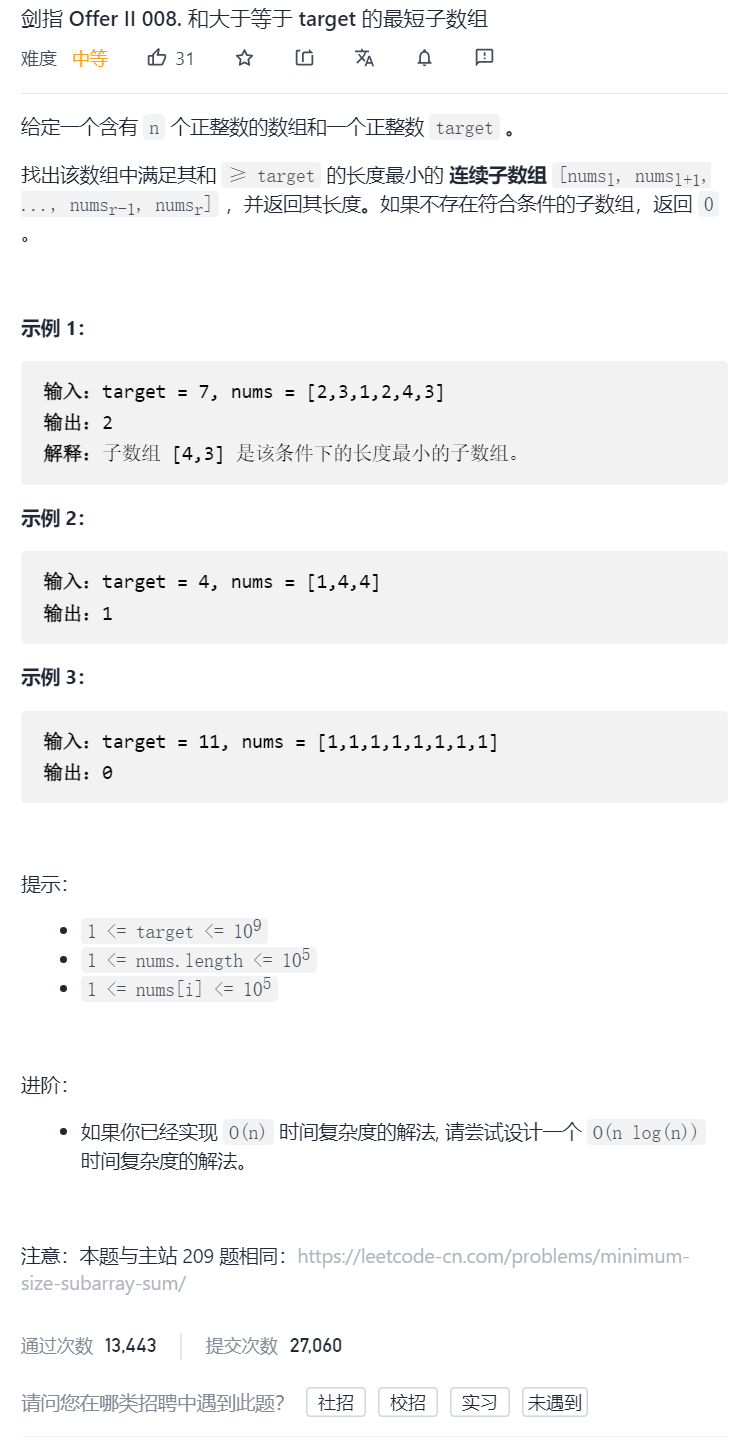 剑指 Offer II 008. 和大于等于 target 的最短子数组
难度 中等 31
给定一个含有 n 个正整数的数组和一个正整数 target 。
找出该数组中满足其和 ≥ target 的长度最小的 连续子数组 [numsl, numsl+1,
..., numsr-1, numsr] ，并返回其长度。如果不存在符合条件的子数组，返回 0
。
示例 1：
输入：target = 7, nums = [2,3,1,2,4,3]
输出：2
解释：子数组 [4,3] 是该条件下的长度最小的子数组。
示例 2：
输入：target = 4, nums = [1,4,4]
输出：1
示例 3：
输入：target = 11, nums = [1,1,1,1,1,1,1,1]
输出：0
提示：
1 <= target <= 10⁹
1 <= nums.length <= 10⁵
1 <= nums[i] <= 10⁵
进阶：
如果你已经实现 O(n) 时间复杂度的解法, 请尝试设计一个 O(n log(n))
时间复杂度的解法。
注意：本题与主站 209 题相同：https://leetcode-cn.com/problems/minimum-
size-subarray-sum/
通过次数 13,443 提交次数 27,060
请问您在哪类招聘中遇到此题？ 社招 校招 实习 未遇到